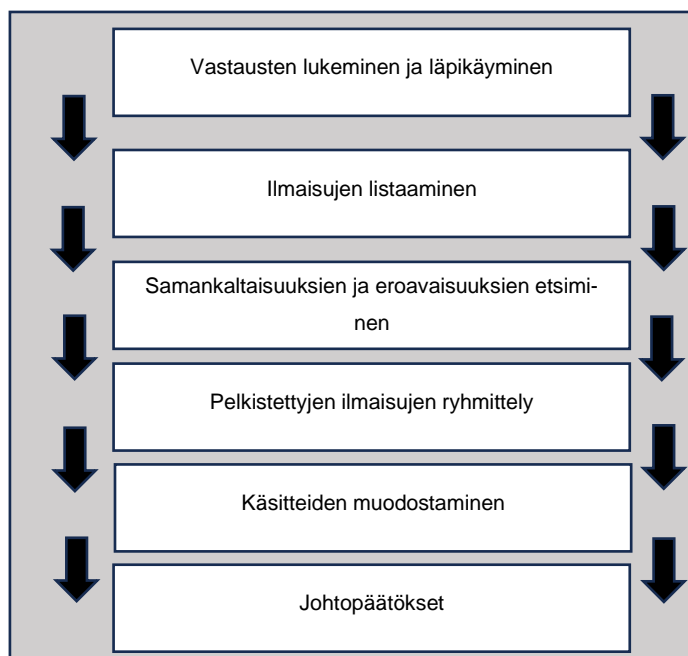 Vastausten lukeminen ja läpikäyminen
Ilmaisujen listaaminen
Samankaltaisuuksien ja eroavaisuuksien etsimi-
nen
Pelkistettyjen ilmaisujen ryhmittely
Käsitteiden muodostaminen
Johtopäätökset